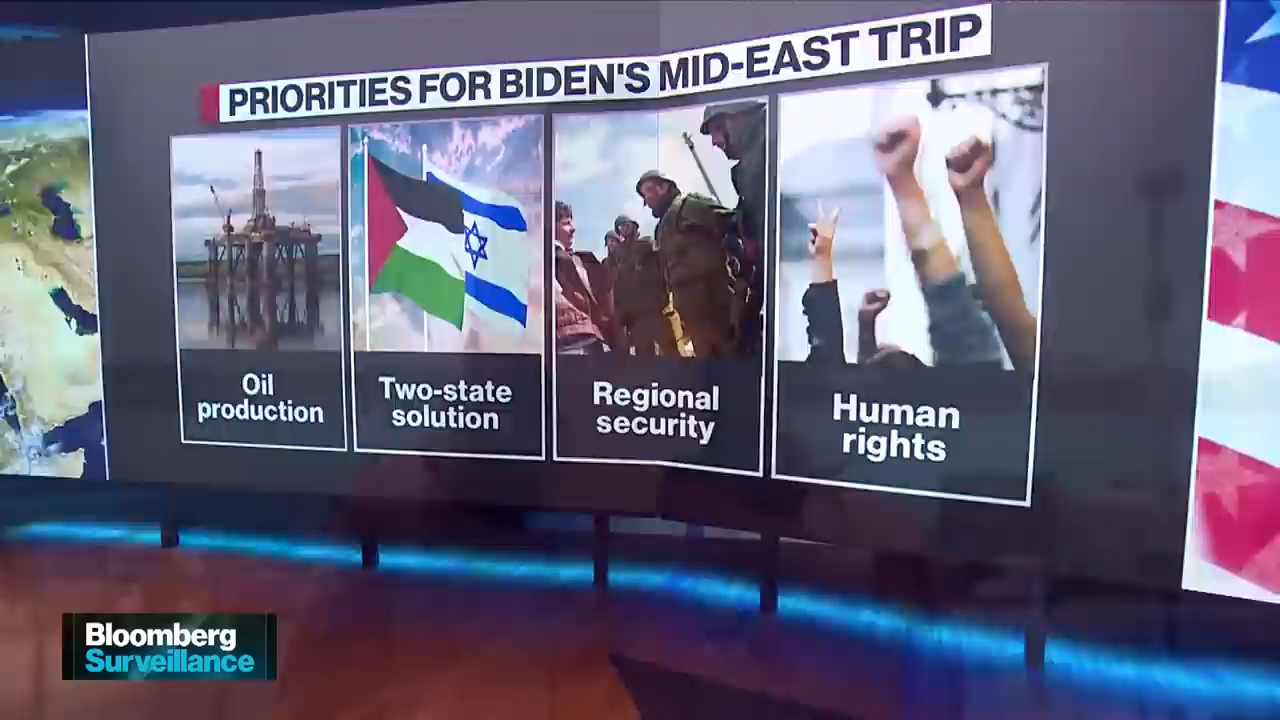 PRIORITIES FOR BIDEN'S MID-EAST TRIP
Oil
production
Two-state
solution
Regional
security
Human
rights
Bloomberg
Surveillance